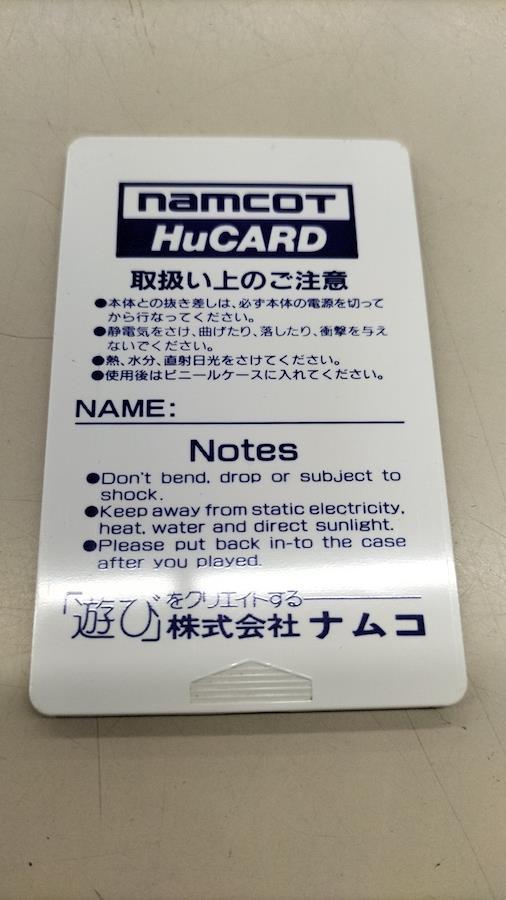 namcot
HuCARD
取扱い上のご注意
●本体との抜き差しは、必ず本体の電源を切って
から行なってください。
●静電気をさけ、曲げたり、落したり、衝撃を与え
ないでください。
●熱、水分、直射日光をさけてください。
●使用後はビニールケースに入れてください。
NAME:
Notes
●Don't bend, drop or subject to
shock.
●Keep away from static electricity,
heat, water and direct sunlight.
●Please put back in-to the case
after you played.
「遊び」をクリエイトする
株式会社ナムコ